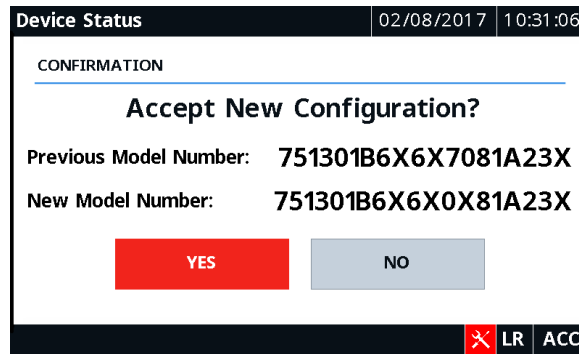 Device Status 02/08/2017 10:31:06
CONFIRMATION
Accept New Configuration?
Previous Model Number: 751301B6X6X7081A23X
New Model Number: 751301B6X6X0X81A23X
YES NO
LR ACC